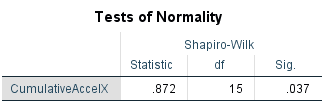 Tests of Normality
Shapiro-Wilk
Statistic df Sig.
CumulativeAccelX .872 15 .037